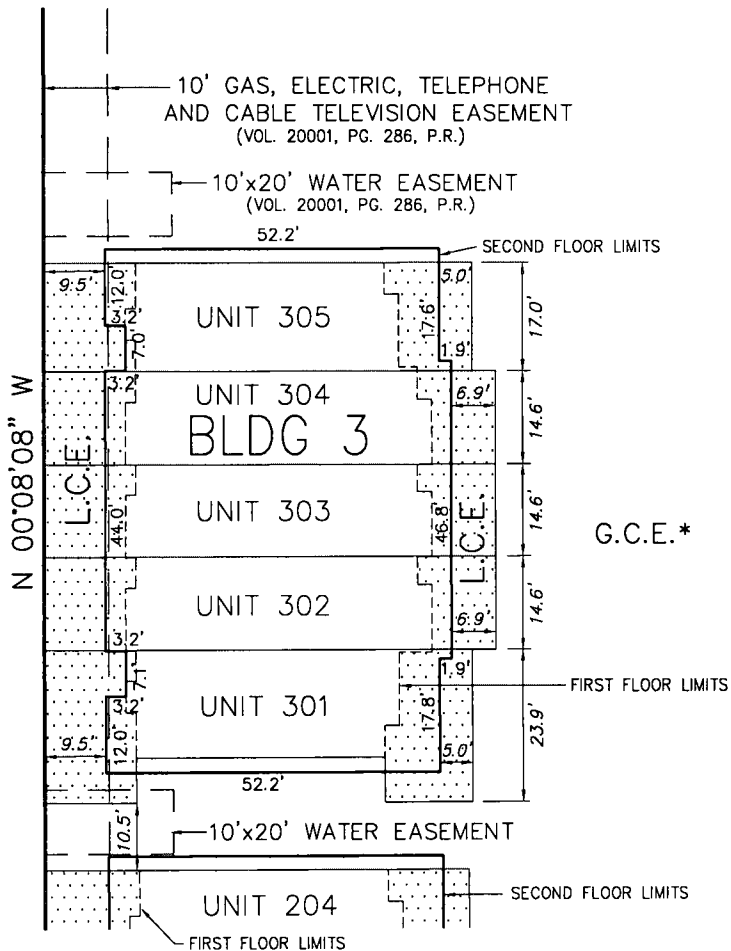 10' GAS, ELECTRIC, TELEPHONE
AND CABLE TELEVISION EASEMENT
(VOL. 20001, PG. 286, P.R.)
10'x20' WATER EASEMENT
(VOL. 20001, PG. 286, P.R.)
52.2'
SECOND FLOOR LIMITS
9.5'
12.0'
5.0'
3.2'
UNIT 305
17.6'
17.0'
7.0'
1.9'
3.2'
UNIT 304
6.9'
14.6'
BLDG 3
N 00°08'08" W
L.C.E.
44.0'
UNIT 303
46.8'
L.C.E.
14.6'
G.C.E.*
UNIT 302
6.9'
14.6'
3.2'
7.1'
1.9'
FIRST FLOOR LIMITS
3.2'
UNIT 301
17.8'
23.9'
9.5'
12.0'
5.0'
52.2'
10.5'
10'x20' WATER EASEMENT
UNIT 204
SECOND FLOOR LIMITS
FIRST FLOOR LIMITS